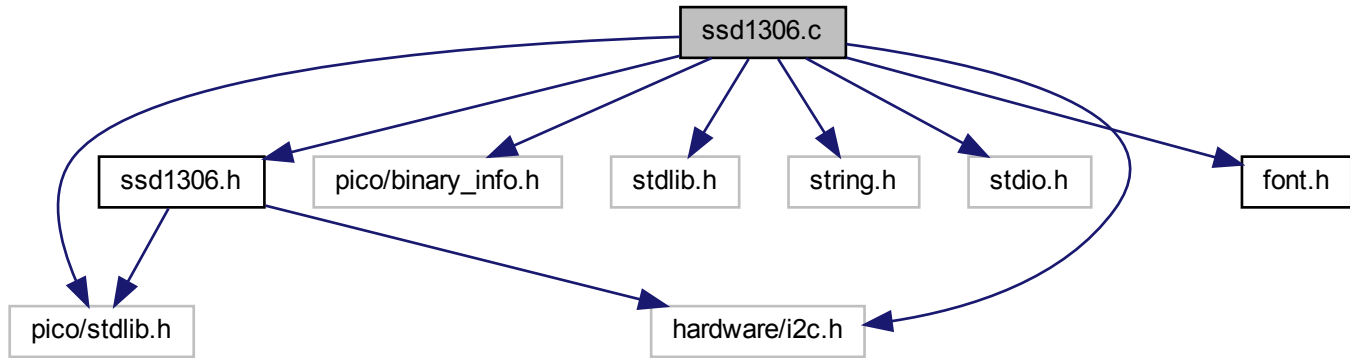 ssd1306.c
ssd1306.h
pico/binary_info.h
stdlib.h
string.h
stdio.h
font.h
pico/stdlib.h
hardware/i2c.h